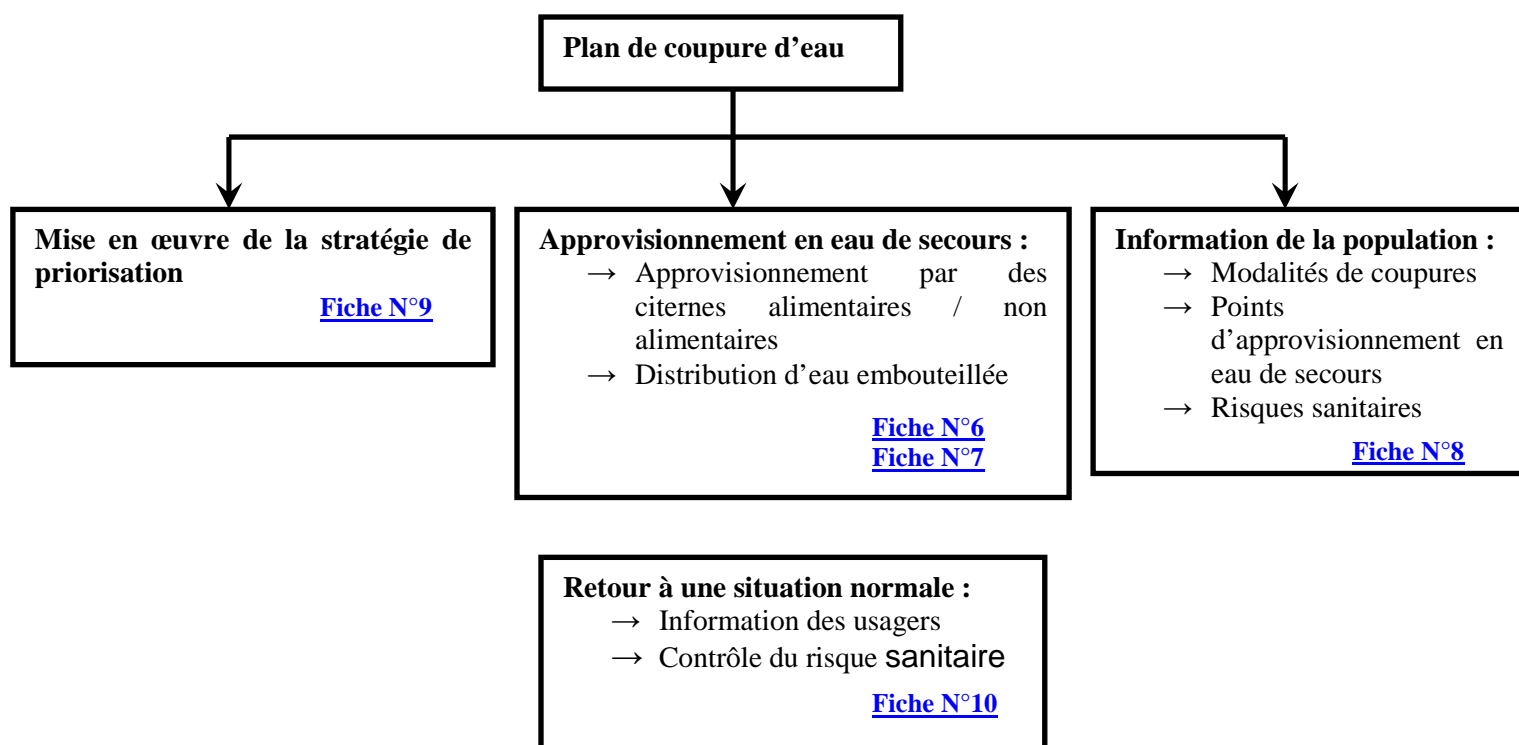 Plan de coupure d’eau
Mise en œuvre de la stratégie de
priorisation
Fiche N°9
Approvisionnement en eau de secours :
→ Approvisionnement par des
citernes alimentaires / non
alimentaires
→ Distribution d’eau embouteillée
Fiche N°6
Fiche N°7
Information de la population :
→ Modalités de coupures
→ Points
d’approvisionnement en
eau de secours
→ Risques sanitaires
Fiche N°8
Retour à une situation normale :
→ Information des usagers
→ Contrôle du risque sanitaire
Fiche N°10